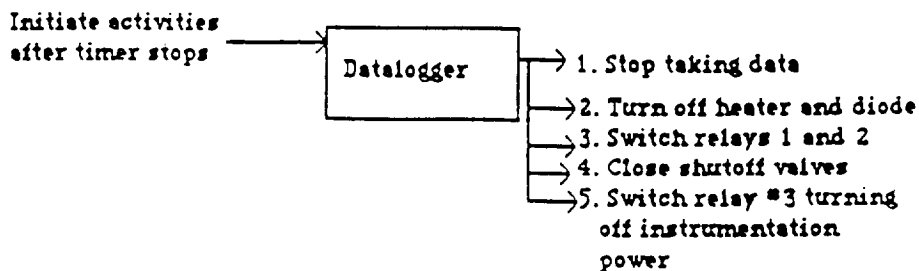 Initiate activities
after timer stops
Datalogger
1. Stop taking data
2. Turn off heater and diode
3. Switch relays 1 and 2
4. Close shutoff valves
5. Switch relay #3 turning
off instrumentation
power